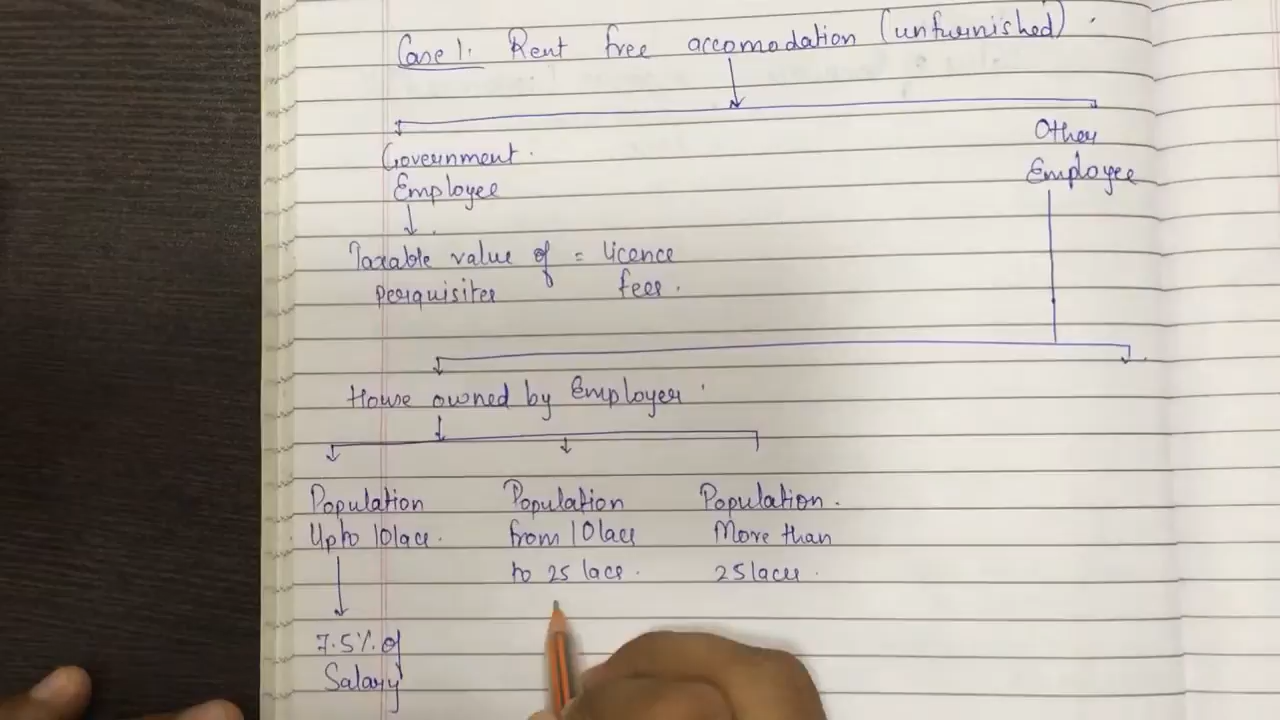 Case 1. Rent free accomodation (unfurnished)
Government
Employee
Other
Employee
Taxable value of = licence
perquisites fees.
House owned by Employer
Population
Upto 10 lacs.
Population
from 10 lacs
to 25 lacs.
Population.
More than
25 lacs.
7.5% of
Salary